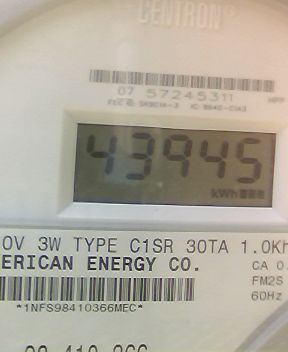 CENTRON®
07 57245311
43945
kWh
0V 3W TYPE C1SR 30TA 1.0Kh
ERICAN ENERGY CO.
CA 0.
FM2S
60Hz
*1NFS98410366MEC*